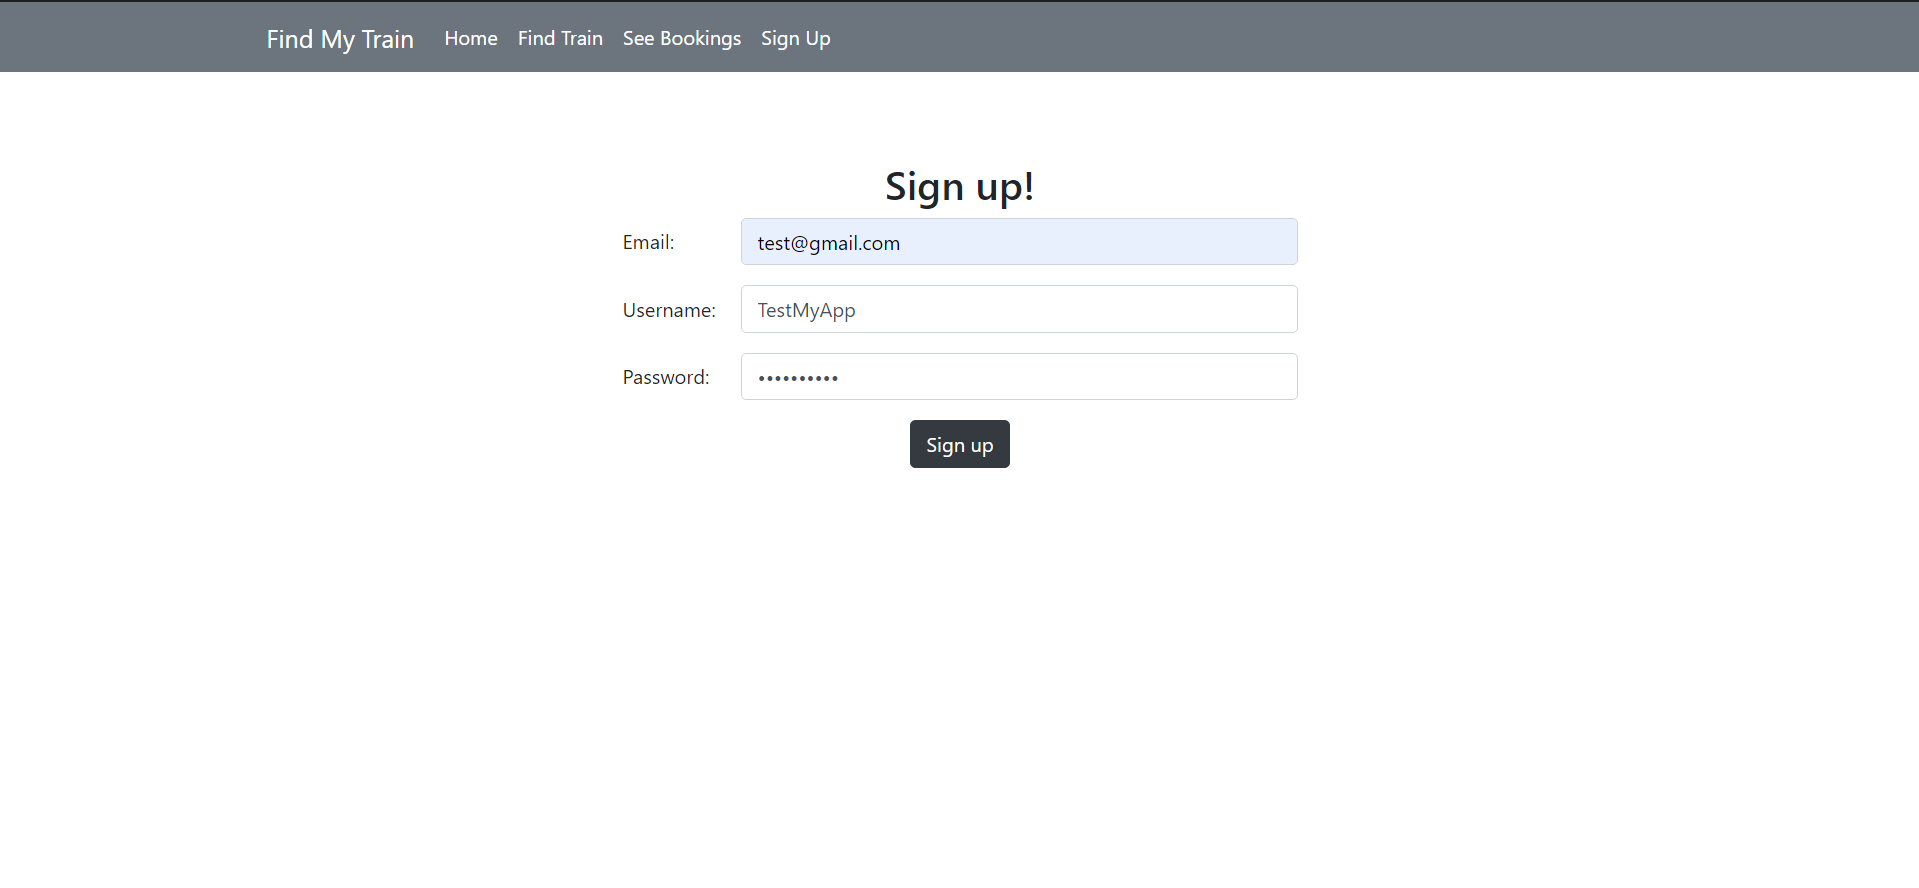 Find My Train Home Find Train See Bookings Sign Up
Sign up!
Email: test@gmail.com
Username: TestMyApp
Password: ••••••••••
Sign up